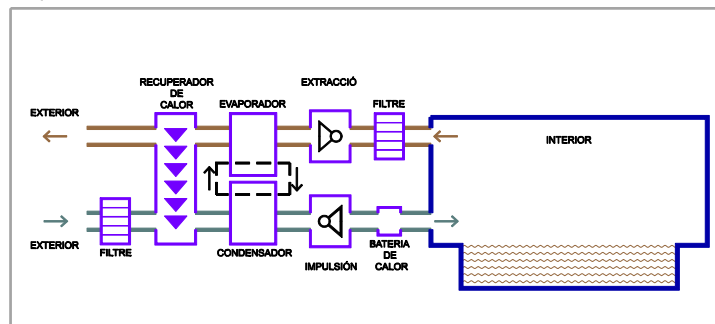 RECUPERADOR
DE
CALOR
EXTRACCIÓ
EXTERIOR
EVAPORADOR
FILTRE
INTERIOR
EXTERIOR
FILTRE
CONDENSADOR
IMPULSIÓN
BATERIA
DE
CALOR